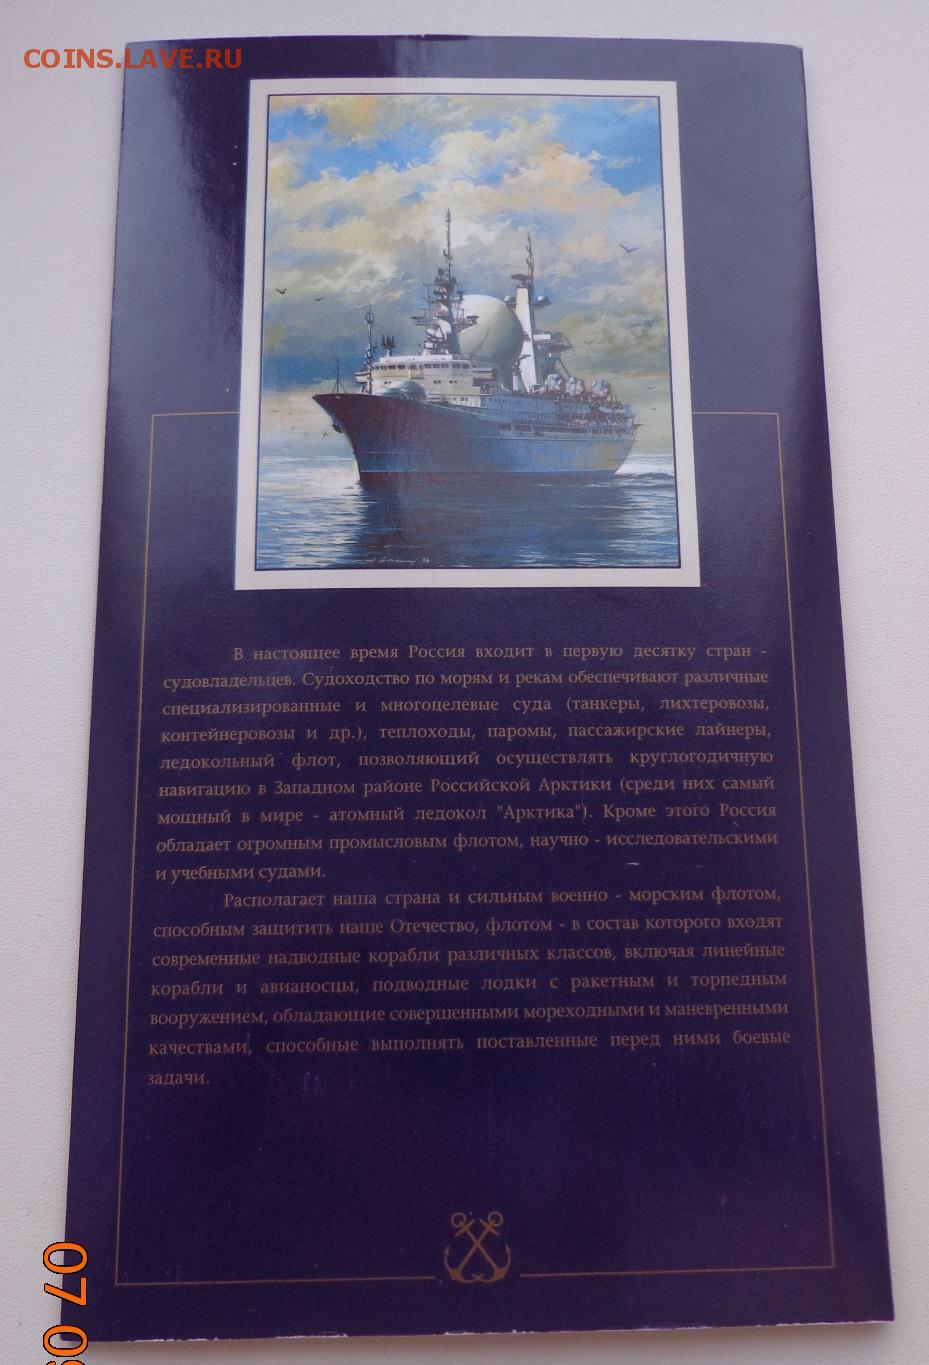 COINS.LAVE.RU
В настоящее время Россия входит в первую десятку стран -
судовладельцев. Судоходство по морям и рекам обеспечивают различные
специализированные и многоцелевые суда (танкеры, лихтеровозы,
контейнеровозы и др.), теплоходы, паромы, пассажирские лайнеры,
ледокольный флот, позволяющий осуществлять круглогодичную
навигацию в Западном районе Российской Арктики (среди них самый
мощный в мире - атомный ледокол "Арктика"). Кроме этого Россия
обладает огромным промысловым флотом, научно - исследовательскими
и учебными судами.
Располагает наша страна и сильным военно - морским флотом,
способным защитить наше Отечество, флотом - в состав которого входят
современные надводные корабли различных классов, включая линейные
корабли и авианосцы, подводные лодки с ракетным и торпедным
вооружением, обладающие совершенными мореходными и маневренными
качествами, способные выполнять поставленные перед ними боевые
задачи.
07 09